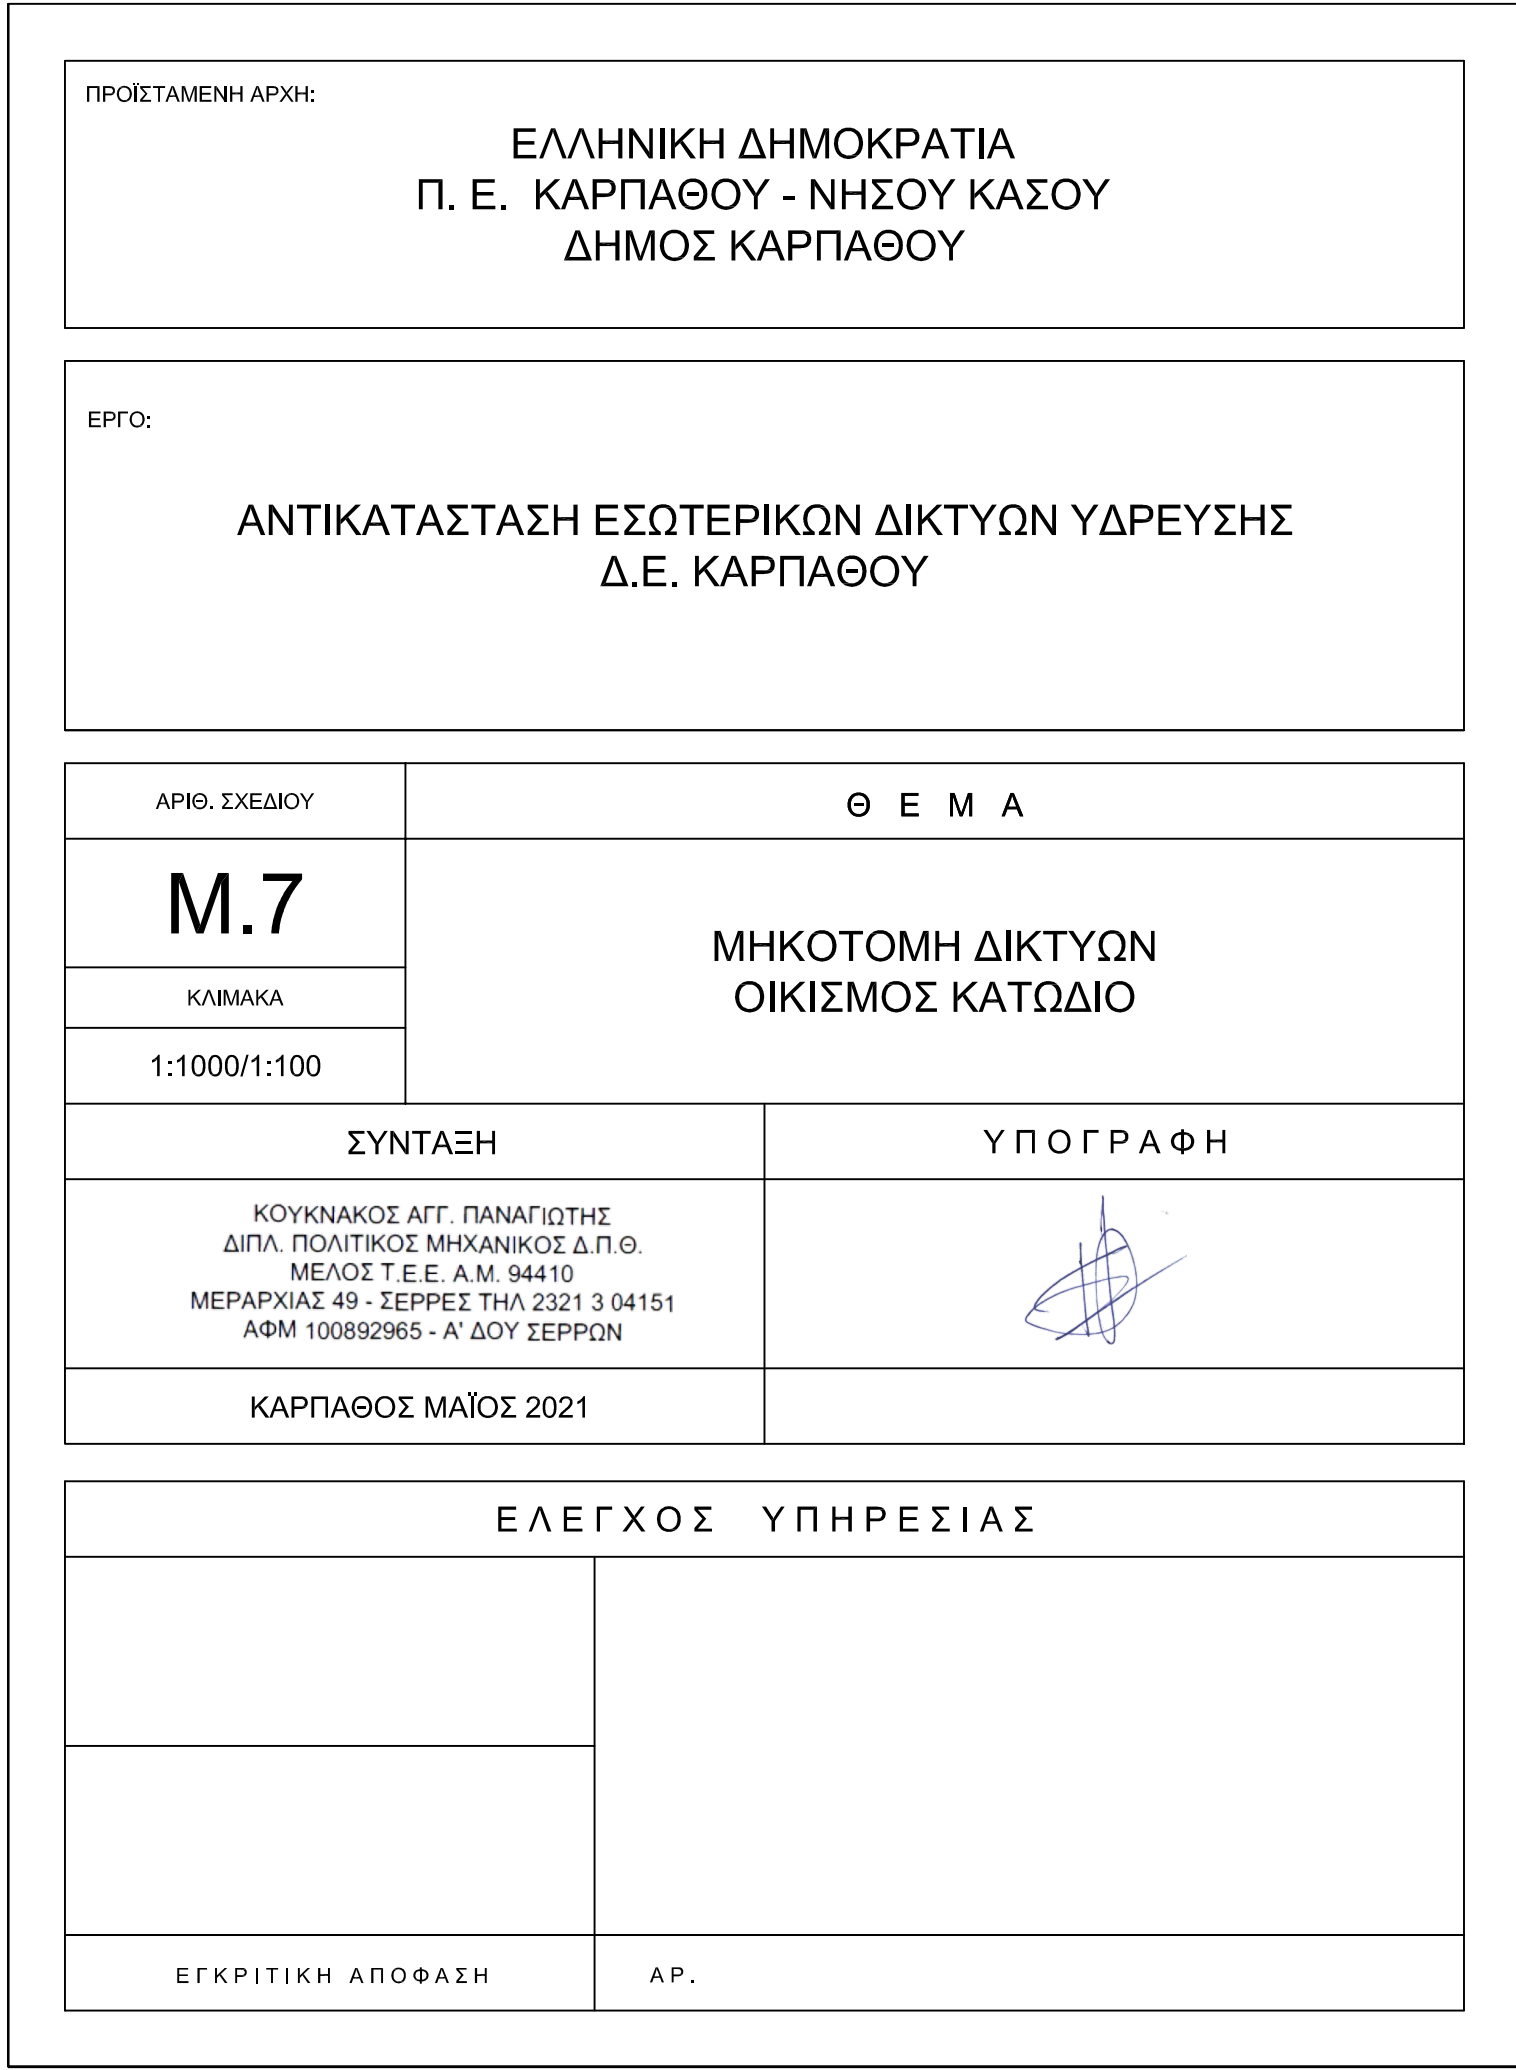 ΠΡΟΪΣΤΑΜΕΝΗ ΑΡΧΗ:
ΕΛΛΗΝΙΚΗ ΔΗΜΟΚΡΑΤΙΑ
Π. Ε. ΚΑΡΠΑΘΟΥ - ΝΗΣΟΥ ΚΑΣΟΥ
ΔΗΜΟΣ ΚΑΡΠΑΘΟΥ
ΕΡΓΟ:
ΑΝΤΙΚΑΤΑΣΤΑΣΗ ΕΣΩΤΕΡΙΚΩΝ ΔΙΚΤΥΩΝ ΥΔΡΕΥΣΗΣ
Δ.Ε. ΚΑΡΠΑΘΟΥ
ΑΡΙΘ. ΣΧΕΔΙΟΥ
Θ Ε Μ Α
Μ.7
ΜΗΚΟΤΟΜΗ ΔΙΚΤΥΩΝ
ΟΙΚΙΣΜΟΣ ΚΑΤΩΔΙΟ
ΚΛΙΜΑΚΑ
1:1000/1:100
ΣΥΝΤΑΞΗ
Υ Π Ο Γ Ρ Α Φ Η
ΚΟΥΚΝΑΚΟΣ ΑΓΓ. ΠΑΝΑΓΙΩΤΗΣ
ΔΙΠΛ. ΠΟΛΙΤΙΚΟΣ ΜΗΧΑΝΙΚΟΣ Δ.Π.Θ.
ΜΕΛΟΣ Τ.Ε.Ε. Α.Μ. 94410
ΜΕΡΑΡΧΙΑΣ 49 - ΣΕΡΡΕΣ ΤΗΛ 2321 3 04151
ΑΦΜ 100892965 - Α' ΔΟΥ ΣΕΡΡΩΝ
ΚΑΡΠΑΘΟΣ ΜΑΪΟΣ 2021
Ε Λ Ε Γ Χ Ο Σ Υ Π Η Ρ Ε Σ Ι Α Σ
Ε Γ Κ Ρ Ι Τ Ι Κ Η Α Π Ο Φ Α Σ Η
Α Ρ .